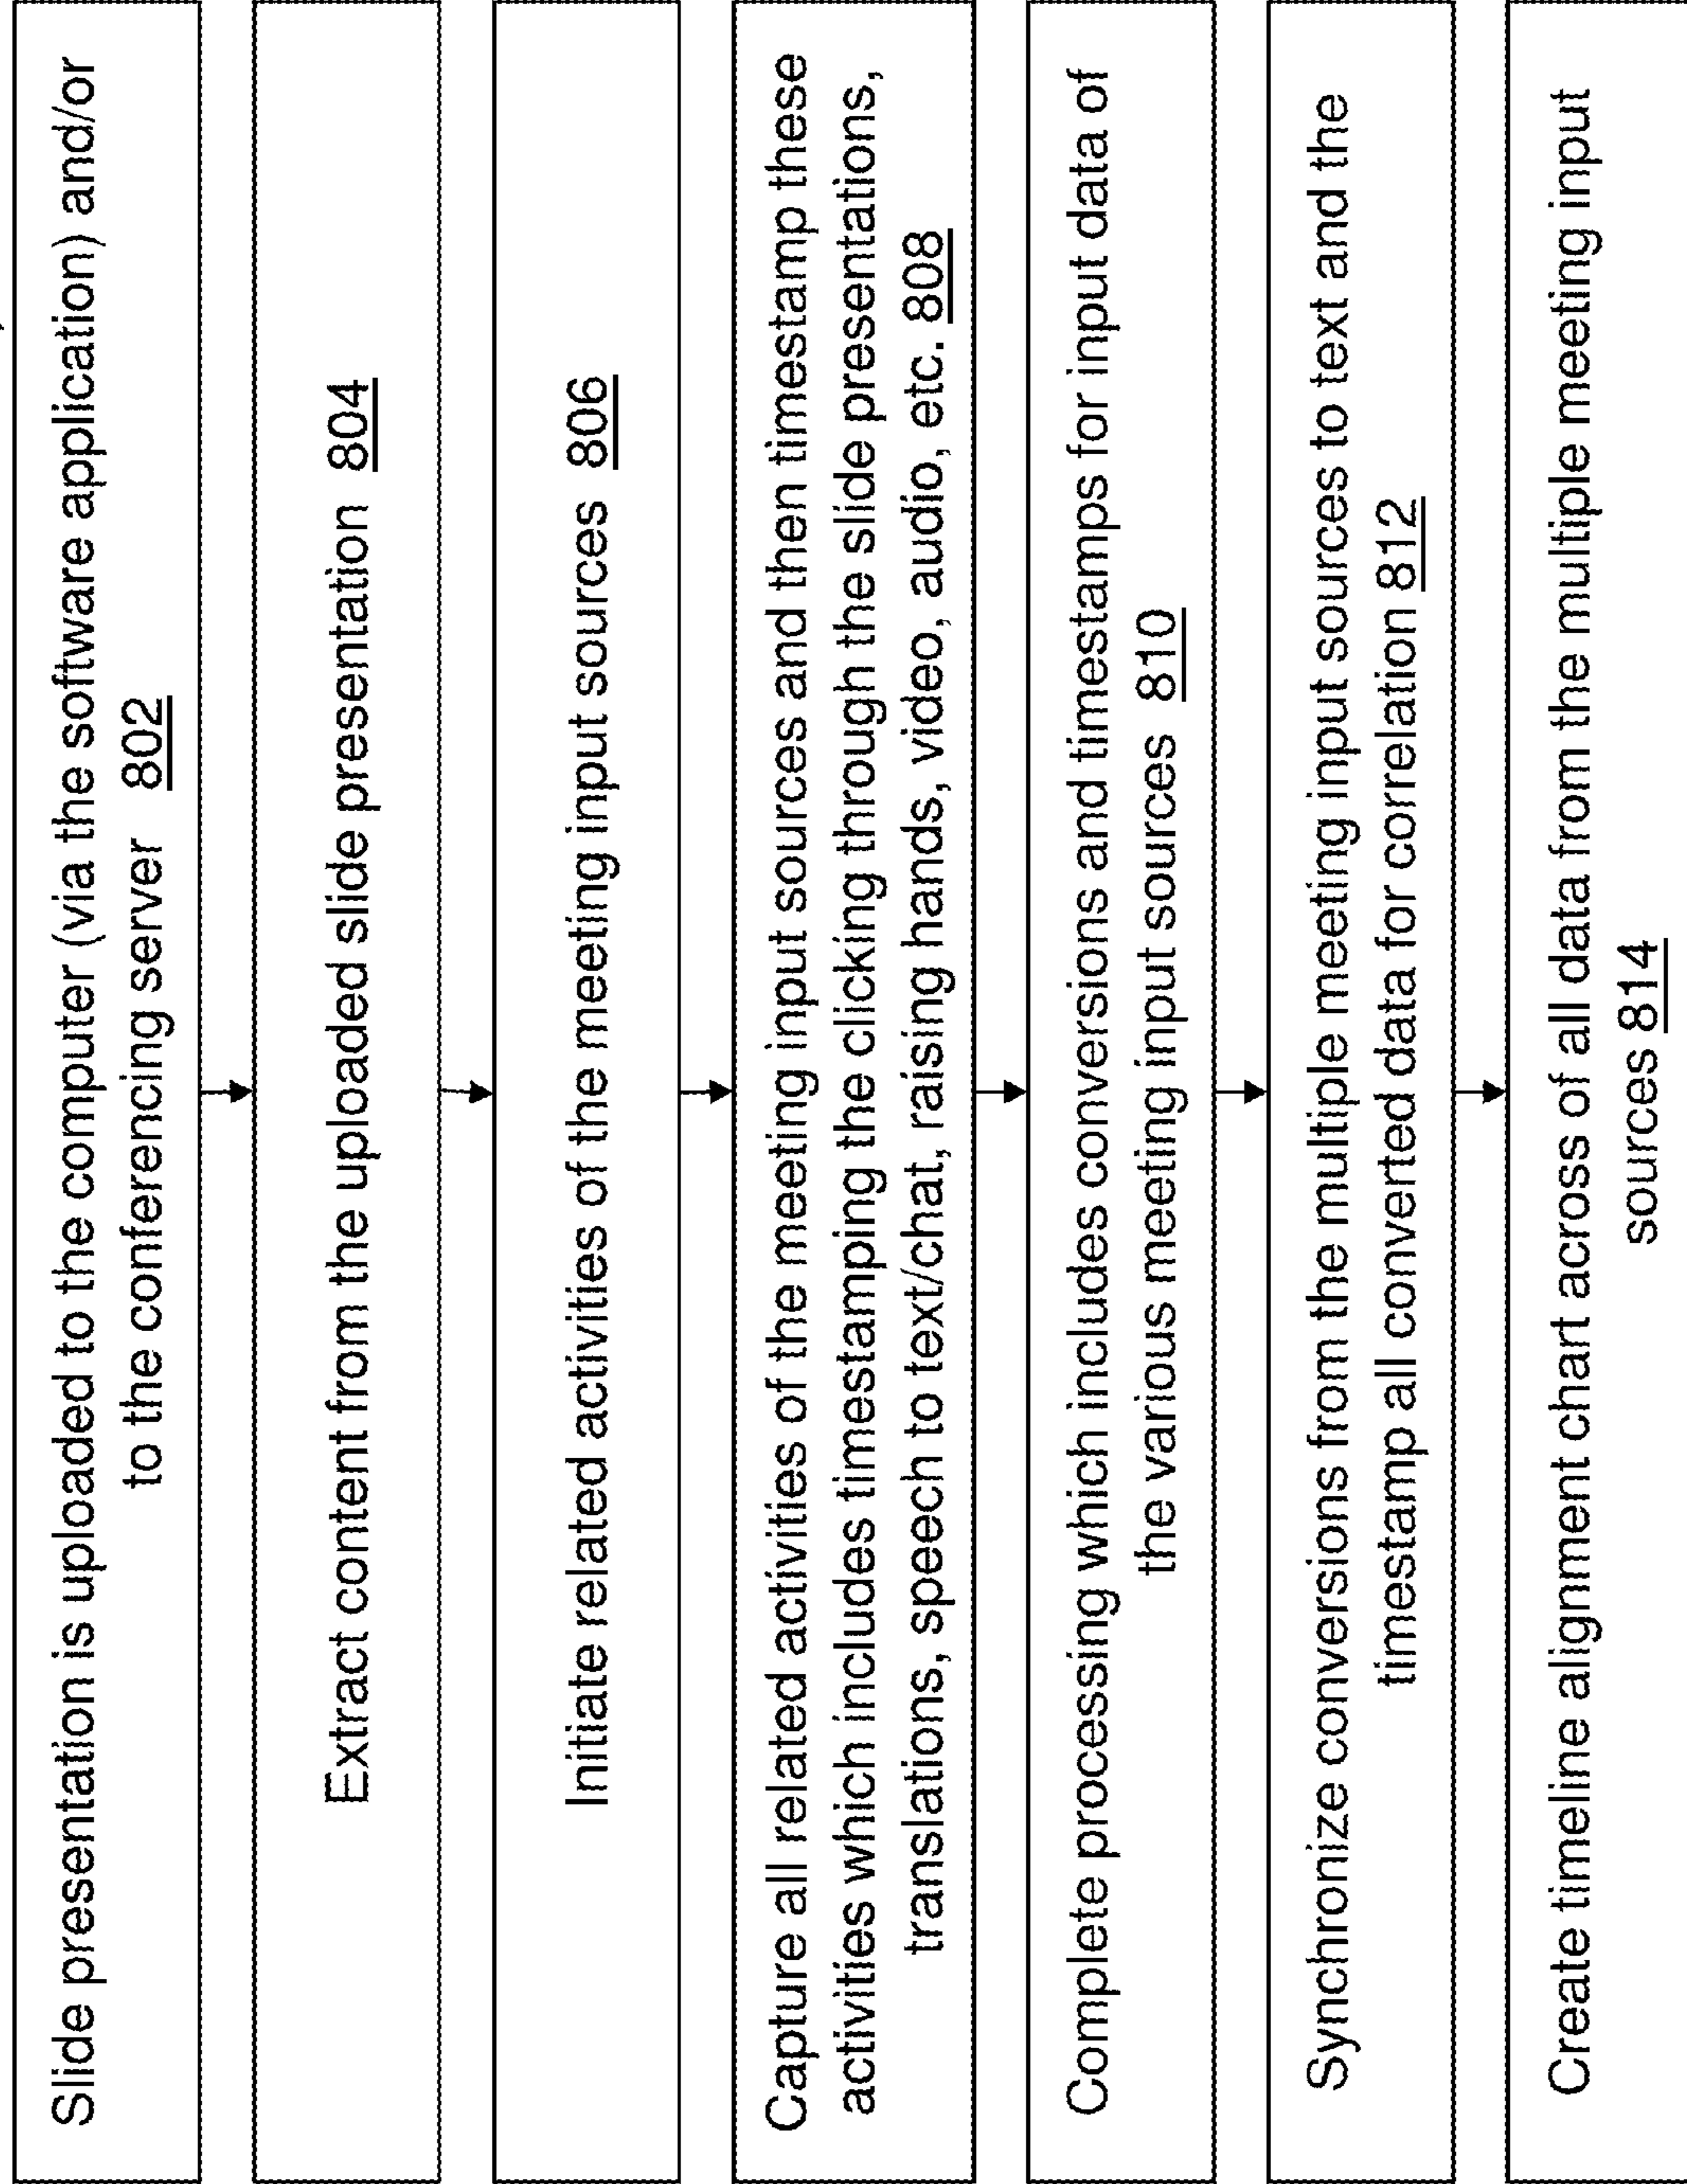 Slide presentation is uploaded to the computer (via the software application) and/or
to the conferencing server 802
Extract content from the uploaded slide presentation 804
Initiate related activities of the meeting input sources 806
Capture all related activities of the meeting input sources and then timestamp these
activities which includes timestamping the clicking through the slide presentations,
translations, speech to text/chat, raising hands, video, audio, etc. 808
Complete processing which includes conversions and timestamps for input data of
the various meeting input sources 810
Synchronize conversions from the multiple meeting input sources to text and the
timestamp all converted data for correlation 812
Create timeline alignment chart across of all data from the multiple meeting input
sources 814